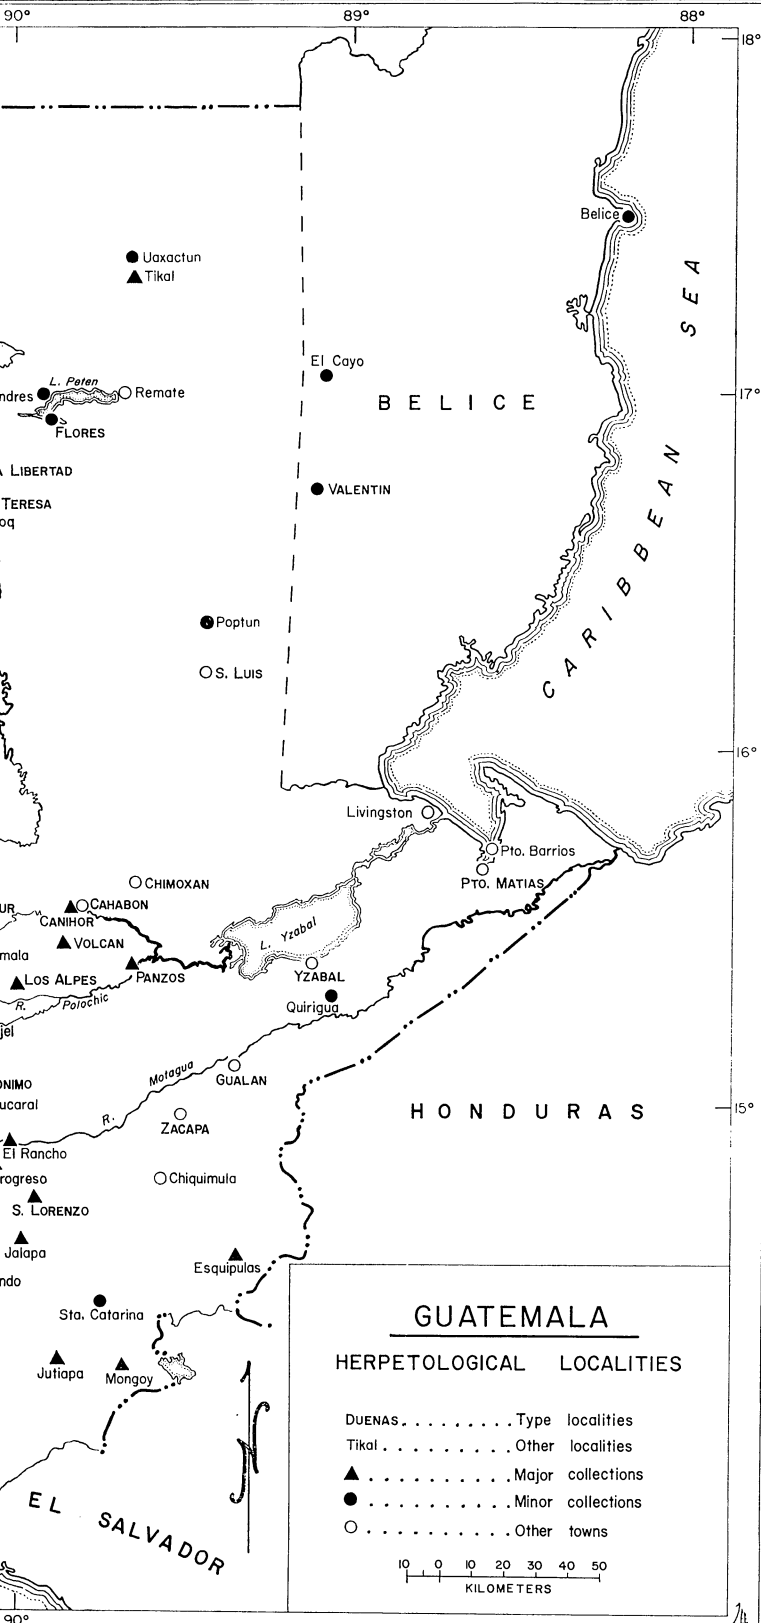 90° 89° 88°
18°
SEA
Belice
Uaxactun
Tikal
El Cayo
L. Peten
ndres
Remate
17°
BELICE
FLORES
LIBERTAD
CARIBBEAN
VALENTIN
TERESA
oq
Poptun
S. LUIS
16°
Livingston
Pto. Barrios
PTO. MATIAS
CHIMOXAN
UR
CAHABON
CANIHOR
VOLCAN
L. Yzabal
mala
LOS ALPES
PANZOS
YZABAL
R. Polochic
Quirigua
jel
R. Motagua
GUALAN
ONIMO
ucaral
HONDURAS
15°
ZACAPA
El Rancho
rogreso
Chiquimula
S. LORENZO
Jalapa
Esquipulas
ndo
Sta. Catarina
Jutiapa
Mongoy
N
EL SALVADOR
GUATEMALA
HERPETOLOGICAL LOCALITIES
DUENAS.......... Type localities
Tikal........... Other localities
.......... Major collections
.......... Minor collections
.......... Other towns
10 0 10 20 30 40 50
KILOMETERS
90°